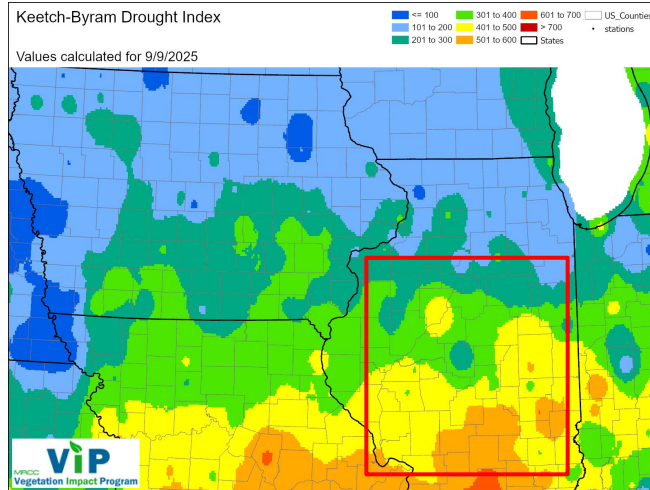 Keetch-Byram Drought Index
Values calculated for 9/9/2025
<= 100
101 to 200
201 to 300
301 to 400
401 to 500
501 to 600
601 to 700
> 700
States
US_Counties
stations
MRCC
ViP
Vegetation Impact Program